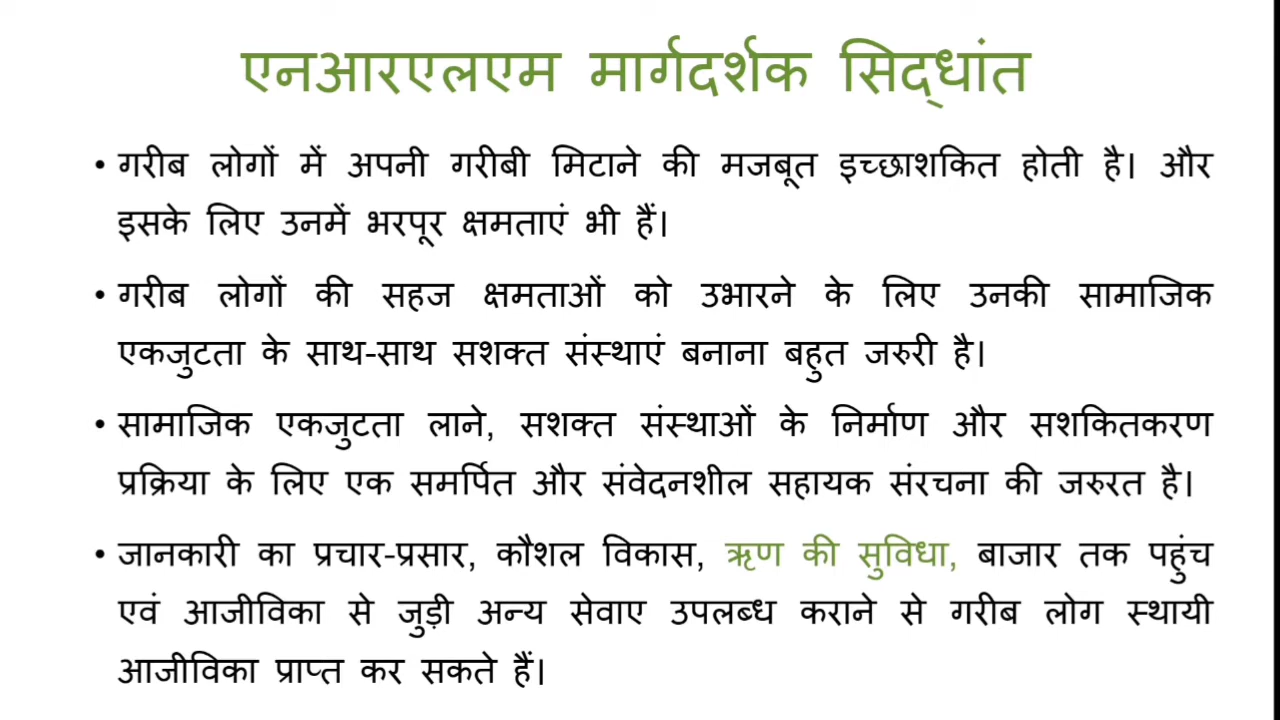 एनआरएलएम मार्गदर्शक सिद्धांत
• गरीब लोगों में अपनी गरीबी मिटाने की मजबूत इच्छाशकित होती है। और
इसके लिए उनमें भरपूर क्षमताएं भी हैं।
• गरीब लोगों की सहज क्षमताओं को उभारने के लिए उनकी सामाजिक
एकजुटता के साथ-साथ सशक्त संस्थाएं बनाना बहुत जरुरी है।
• सामाजिक एकजुटता लाने, सशक्त संस्थाओं के निर्माण और सशकितकरण
प्रक्रिया के लिए एक समर्पित और संवेदनशील सहायक संरचना की जरुरत है।
• जानकारी का प्रचार-प्रसार, कौशल विकास, ऋण की सुविधा, बाजार तक पहुंच
एवं आजीविका से जुड़ी अन्य सेवाए उपलब्ध कराने से गरीब लोग स्थायी
आजीविका प्राप्त कर सकते हैं।